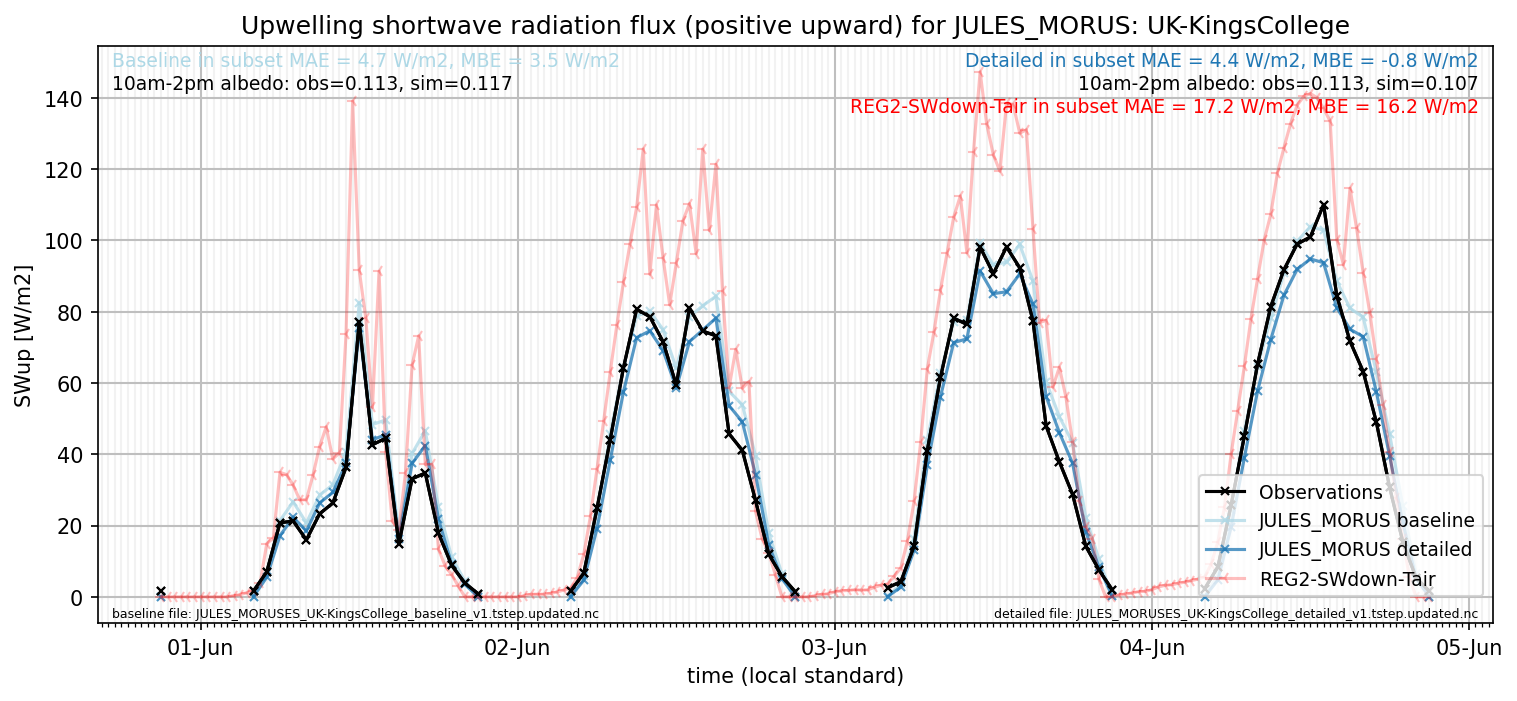 Upwelling shortwave radiation flux (positive upward) for JULES_MORUS: UK-KingsCollege
Baseline in subset MAE = 4.7 W/m2, MBE = 3.5 W/m2
10am-2pm albedo: obs=0.113, sim=0.117
Detailed in subset MAE = 4.4 W/m2, MBE = -0.8 W/m2
10am-2pm albedo: obs=0.113, sim=0.107
REG2-SWdown-Tair in subset MAE = 17.2 W/m2, MBE = 16.2 W/m2
SWup [W/m2]
140
120
100
80
60
40
20
0
Observations
JULES_MORUS baseline
JULES_MORUS detailed
REG2-SWdown-Tair
baseline file: JULES_MORUSES_UK-KingsCollege_baseline_v1.tstep.updated.nc
detailed file: JULES_MORUSES_UK-KingsCollege_detailed_v1.tstep.updated.nc
01-Jun 02-Jun 03-Jun 04-Jun 05-Jun
time (local standard)